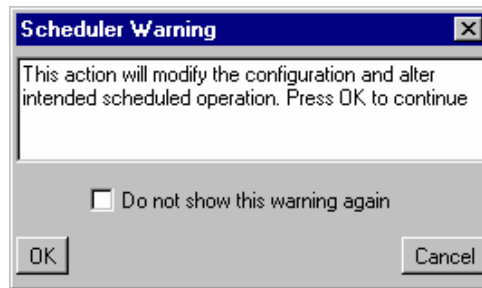 Scheduler Warning
This action will modify the configuration and alter
intended scheduled operation. Press OK to continue
Do not show this warning again
OK
Cancel